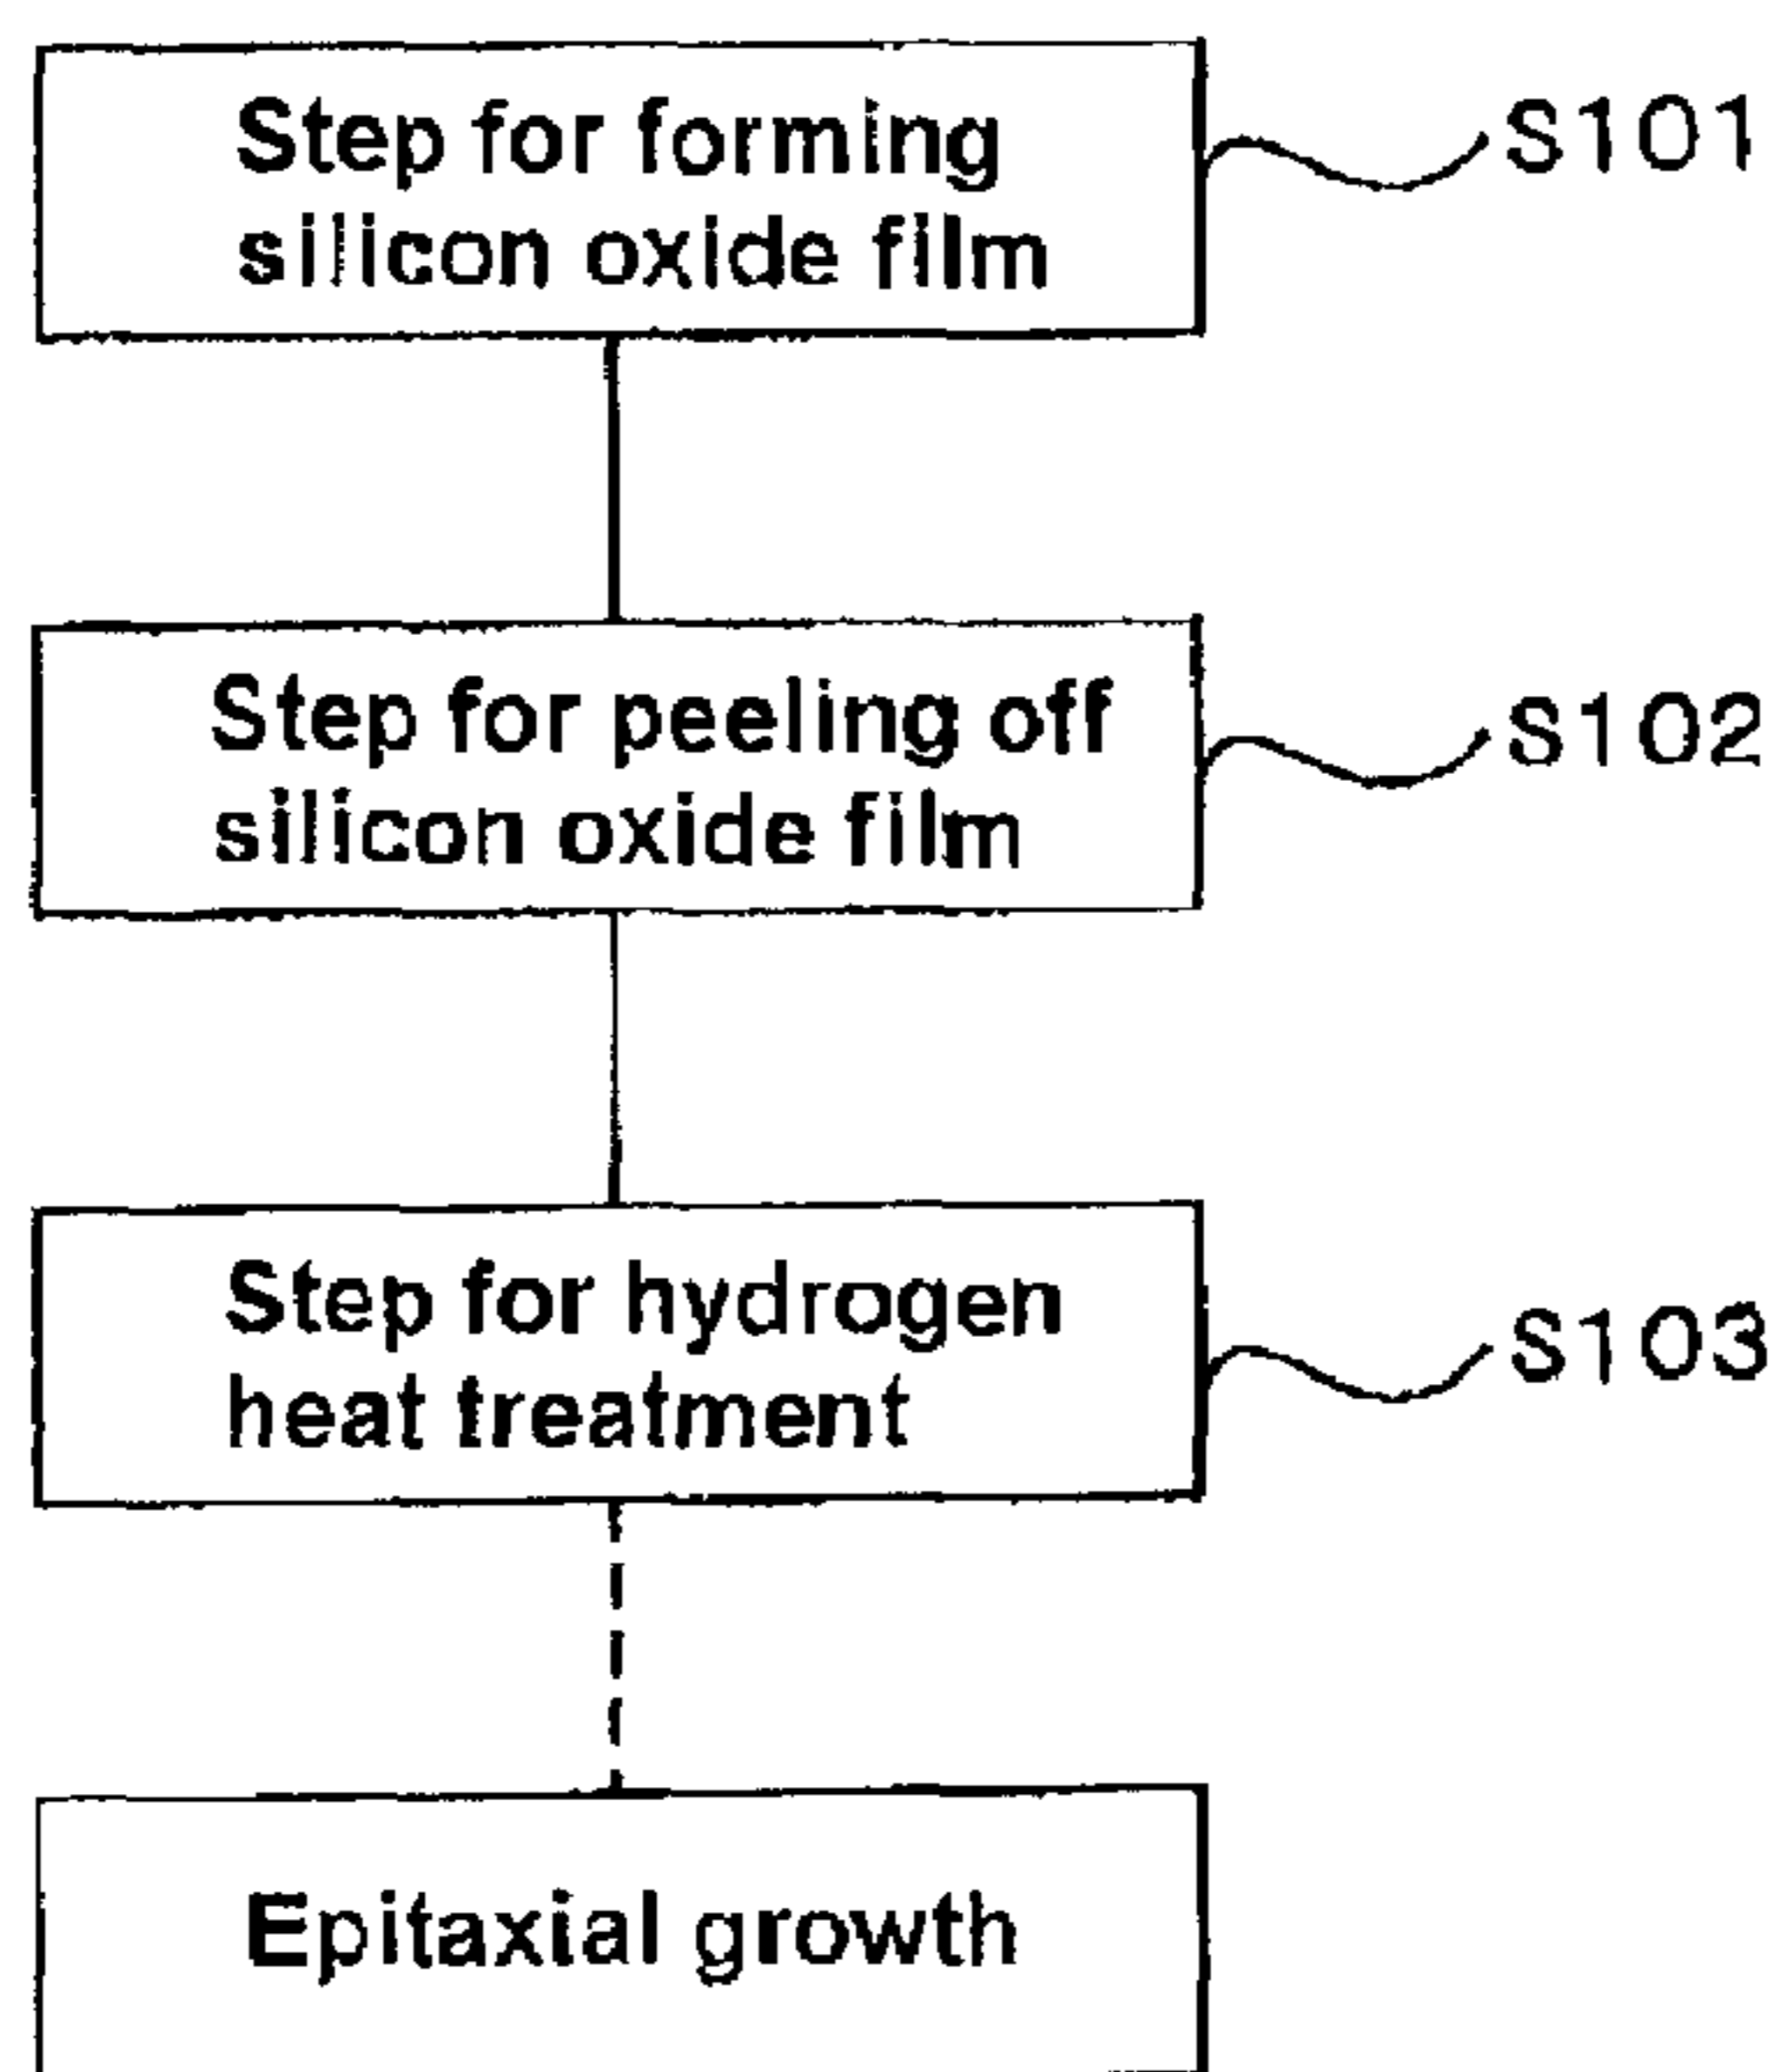 Step for forming
silicon oxide film
S101
Step for peeling off
silicon oxide film
S102
Step for hydrogen
heat treatment
S103
Epitaxial growth